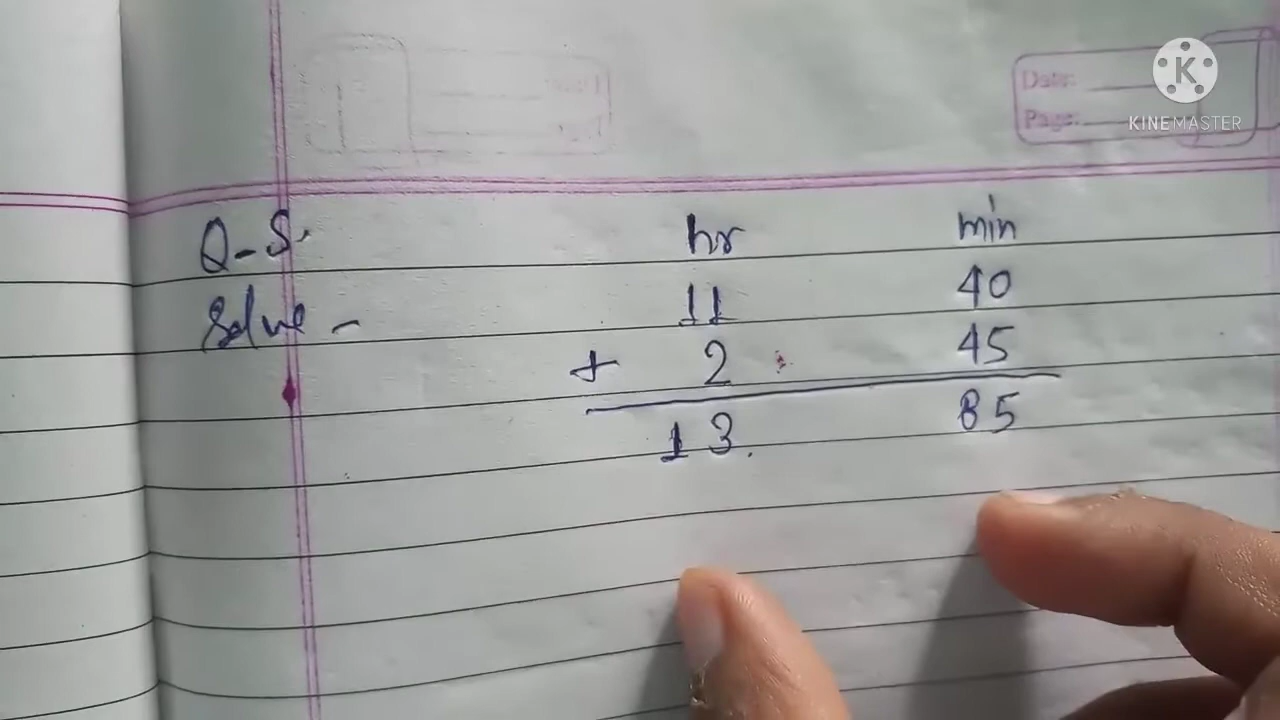 Date:
Page:
KINEMASTER
Q-5. hr min
Solve - 11 40
+ 2 45
13. 85